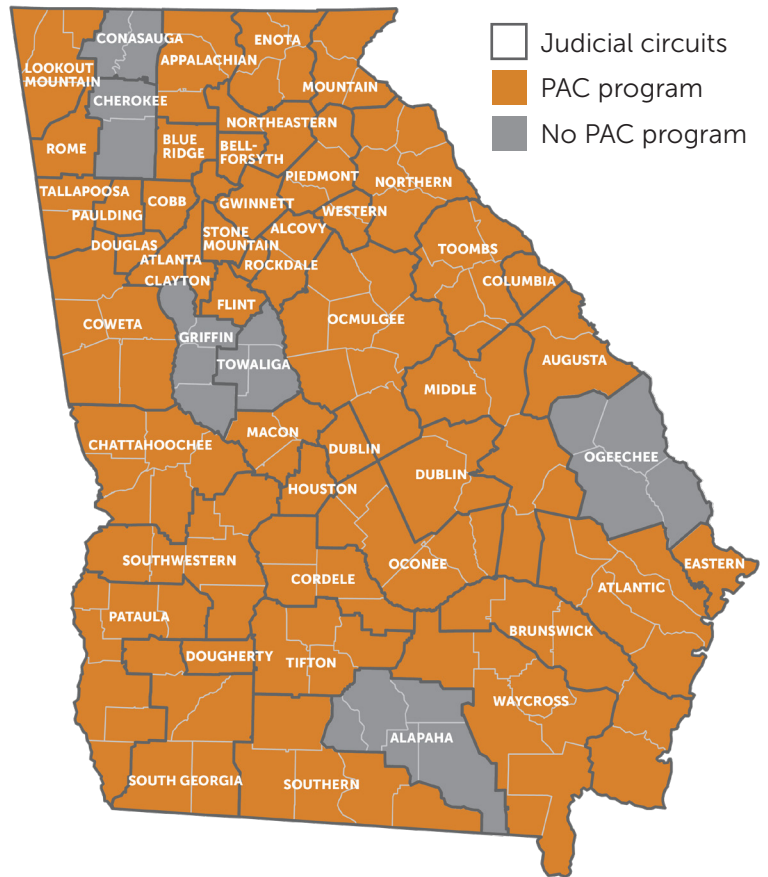 Judicial circuits
PAC program
No PAC program
CONASAUGA
ENOTA
APPALACHIAN
LOOKOUT
MOUNTAIN
MOUNTAIN
CHEROKEE
NORTHEASTERN
ROME
BLUE
RIDGE
BELL-
FORSYTH
PIEDMONT
NORTHERN
TALLAPOOSA
COBB
GWINNETT
PAULDING
WESTERN
STONE
MOUNTAIN
ALCOVY
DOUGLAS
TOOMBS
ATLANTA
ROCKDALE
CLAYTON
COLUMBIA
FLINT
COWETA
OCMULGEE
GRIFFIN
TOWALIGA
AUGUSTA
MIDDLE
MACON
CHATTAHOOCHEE
DUBLIN
OGEECHEE
DUBLIN
HOUSTON
SOUTHWESTERN
OCONEE
EASTERN
CORDELE
ATLANTIC
PATAULA
BRUNSWICK
DOUGHERTY
TIFTON
WAYCROSS
ALAPAHA
SOUTH GEORGIA
SOUTHERN